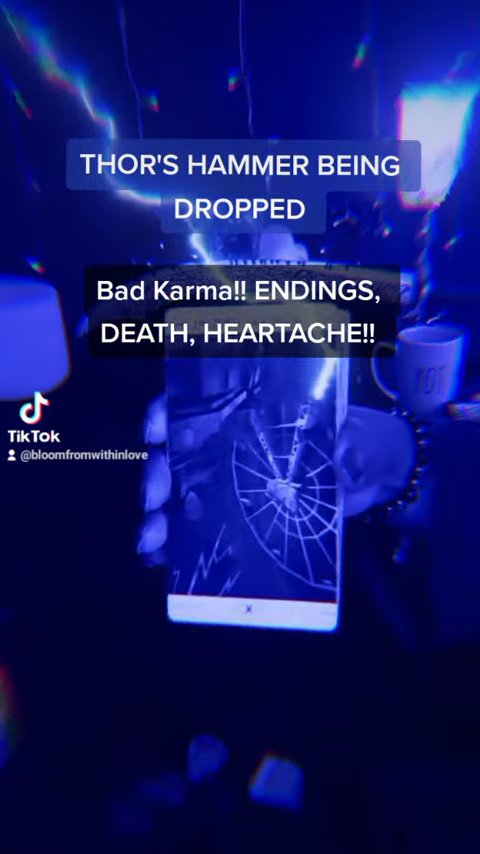 THOR'S HAMMER BEING
DROPPED
Bad Karma!! ENDINGS,
DEATH, HEARTACHE!!
TikTok
@bloomfromwithinlove
X